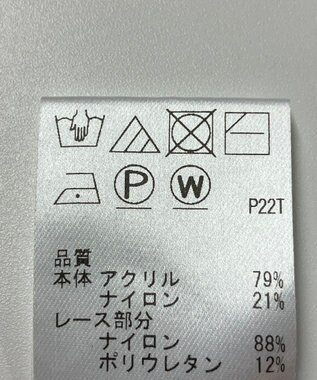 P W
P22T
品質
本体 アクリル 79%
ナイロン 21%
レース部分
ナイロン 88%
ポリウレタン 12%